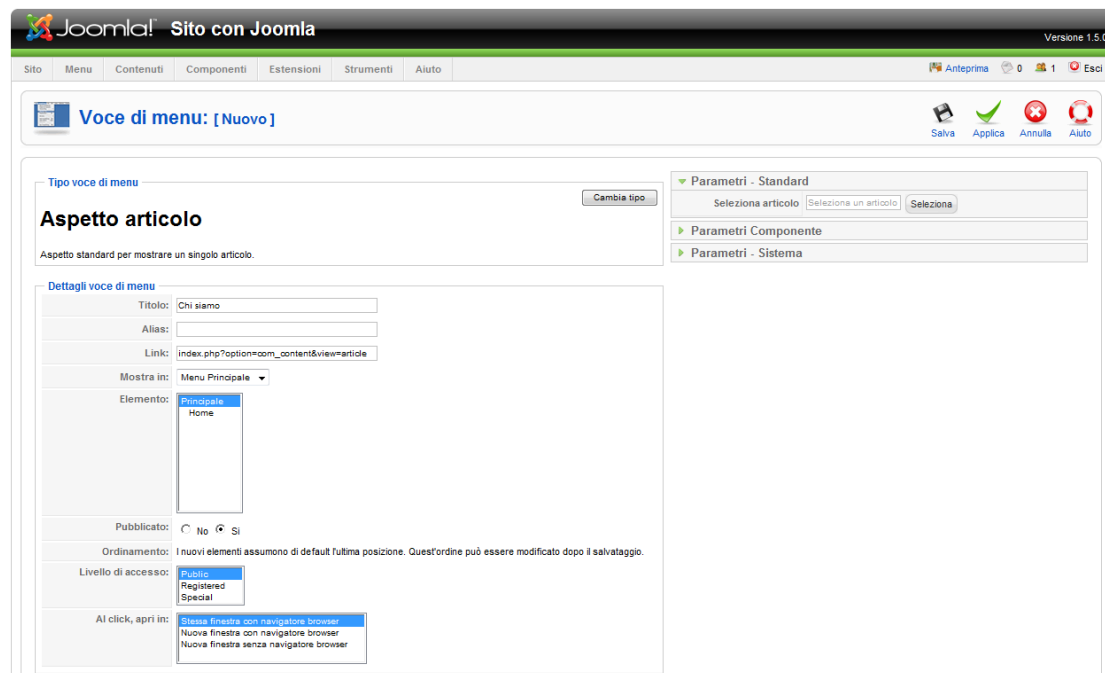 Joomla! Sito con Joomla
Versione 1.5.0
Sito Menu Contenuti Componenti Estensioni Strumenti Aiuto Anteprima 0 1 Esci
Voce di menu: [ Nuovo ]
Salva Applica Annulla Aiuto
Tipo voce di menu
Cambia tipo
Aspetto articolo
Aspetto standard per mostrare un singolo articolo.
Parametri - Standard
Seleziona articolo Seleziona un articolo Seleziona
Parametri Componente
Parametri - Sistema
Dettagli voce di menu
Titolo: Chi siamo
Alias:
Link: index.php?option=com_content&view=article
Mostra in: Menu Principale
Elemento: Principale
Home
Pubblicato: No Si
Ordinamento: I nuovi elementi assumono di default l'ultima posizione. Quest'ordine può essere modificato dopo il salvataggio.
Livello di accesso: Public
Registered
Special
Al click, apri in: Stessa finestra con navigatore browser
Nuova finestra con navigatore browser
Nuova finestra senza navigatore browser